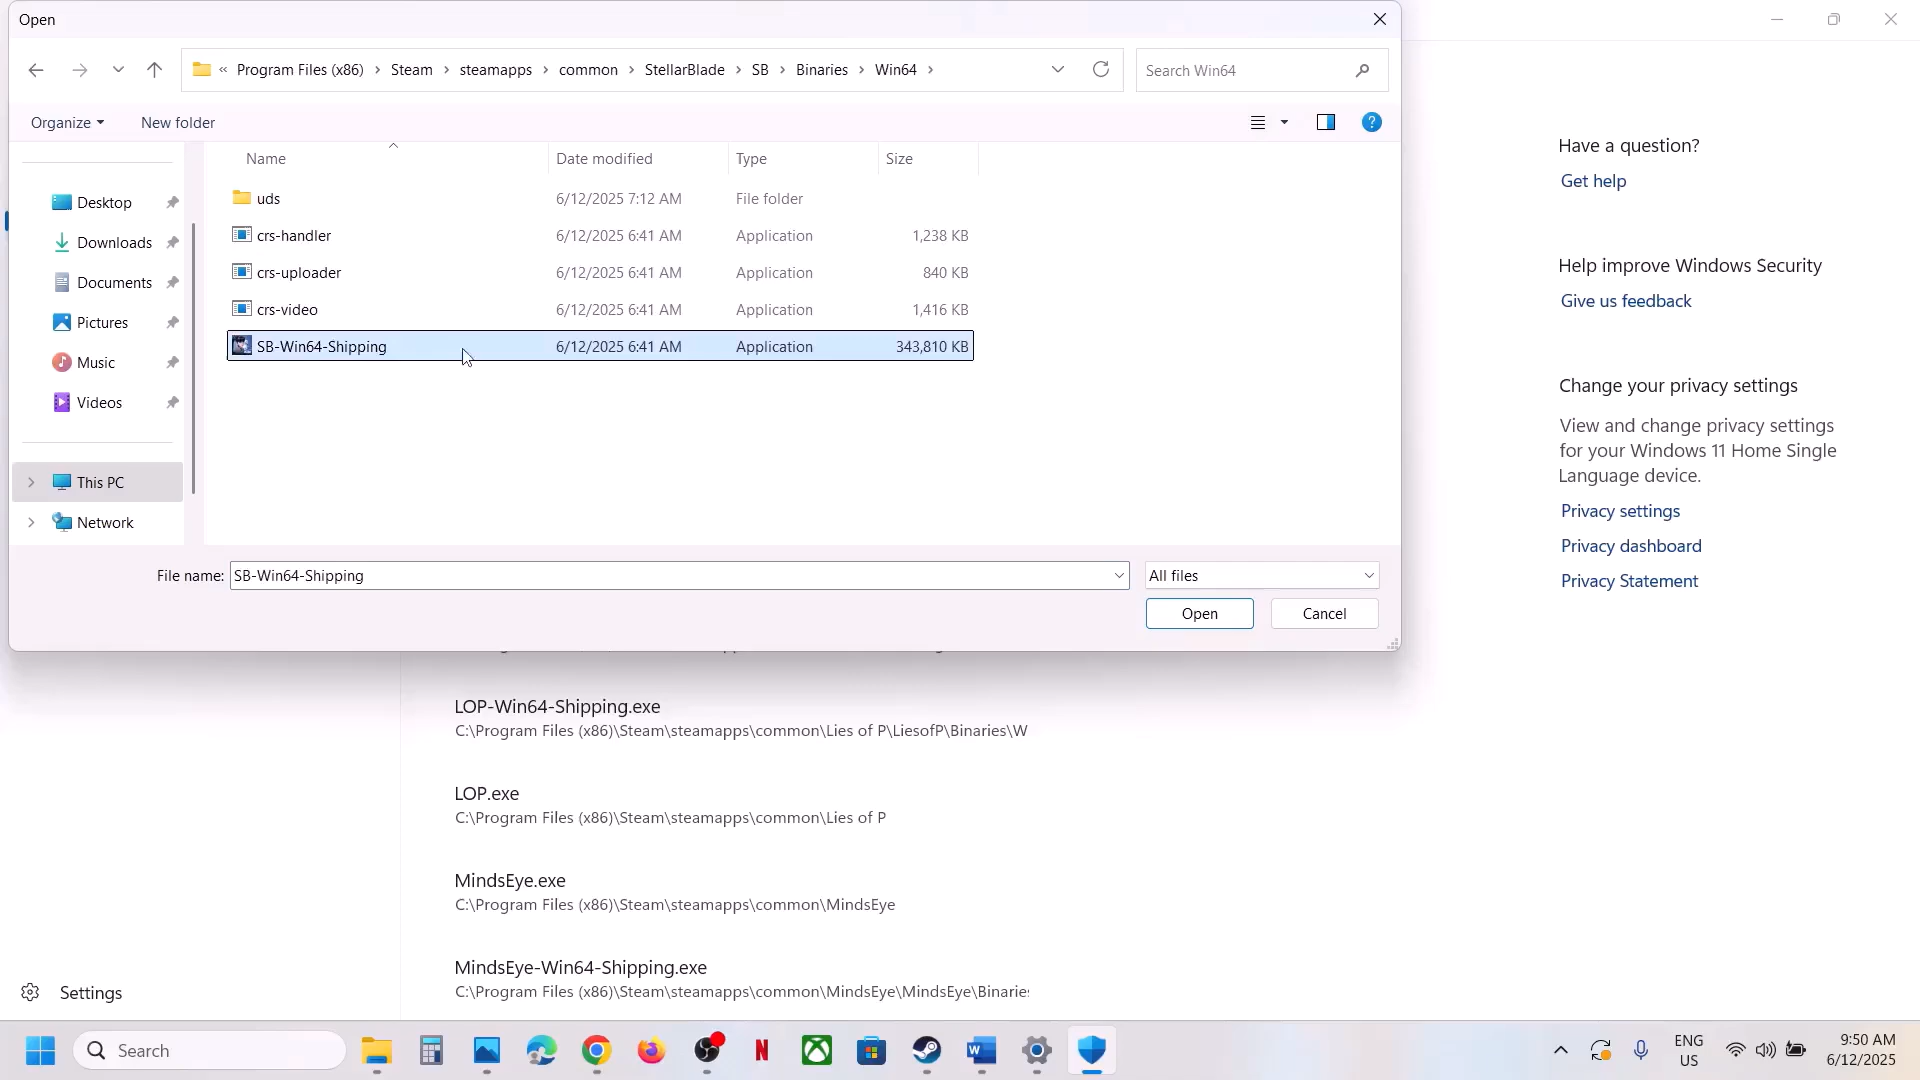 Open
« Program Files (x86) › Steam › steamapps › common › StellarBlade › SB › Binaries › Win64 ›
Search Win64
Organize
New folder
Name
Date modified
Type
Size
uds
6/12/2025 7:12 AM
File folder
crs-handler
6/12/2025 6:41 AM
Application
1,238 KB
crs-uploader
6/12/2025 6:41 AM
Application
840 KB
crs-video
6/12/2025 6:41 AM
Application
1,416 KB
SB-Win64-Shipping
6/12/2025 6:41 AM
Application
343,810 KB
Desktop
Downloads
Documents
Pictures
Music
Videos
This PC
Network
File name:
SB-Win64-Shipping
All files
Open
Cancel
Have a question?
Get help
Help improve Windows Security
Give us feedback
Change your privacy settings
View and change privacy settings
for your Windows 11 Home Single
Language device.
Privacy settings
Privacy dashboard
Privacy Statement
LOP-Win64-Shipping.exe
C:\Program Files (x86)\Steam\steamapps\common\Lies of P\LiesofP\Binaries\W
LOP.exe
C:\Program Files (x86)\Steam\steamapps\common\Lies of P
MindsEye.exe
C:\Program Files (x86)\Steam\steamapps\common\MindsEye
MindsEye-Win64-Shipping.exe
C:\Program Files (x86)\Steam\steamapps\common\MindsEye\MindsEye\Binaries
Settings
Search
ENG
US
9:50 AM
6/12/2025